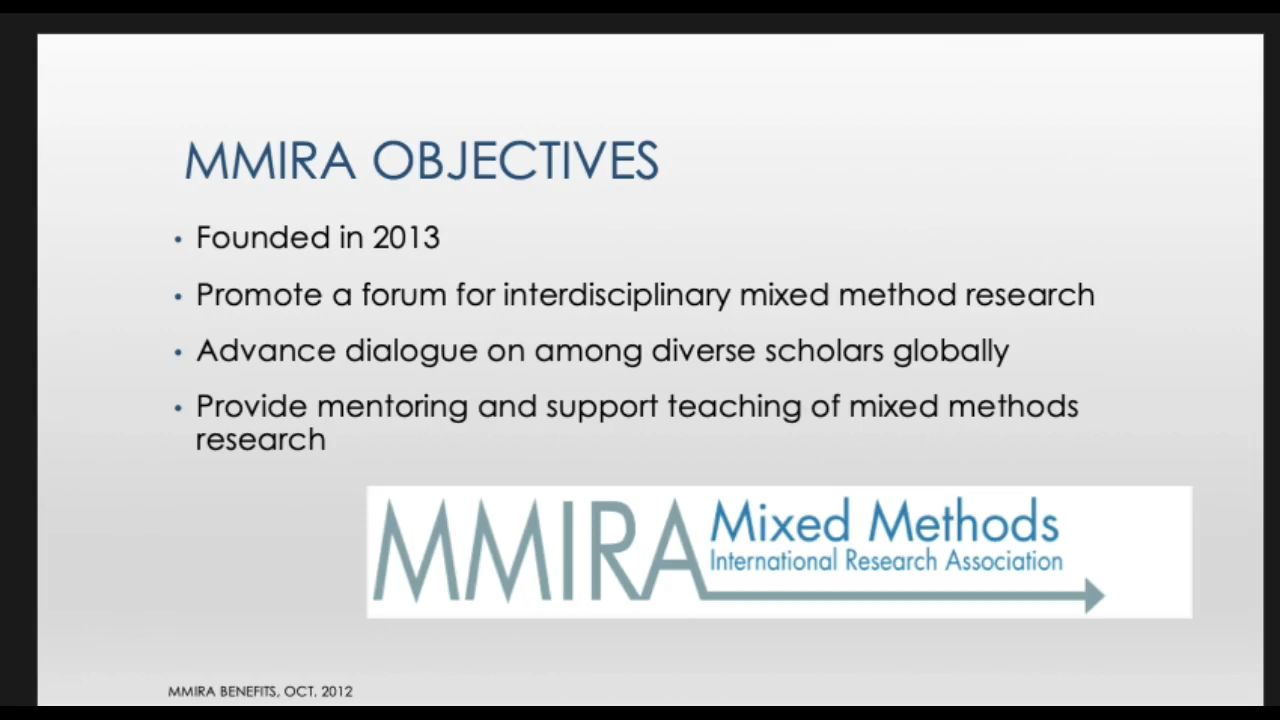 MMIRA OBJECTIVES
• Founded in 2013
• Promote a forum for interdisciplinary mixed method research
• Advance dialogue on among diverse scholars globally
• Provide mentoring and support teaching of mixed methods
research
MMIRA Mixed Methods
International Research Association
MMIRA BENEFITS, OCT. 2012